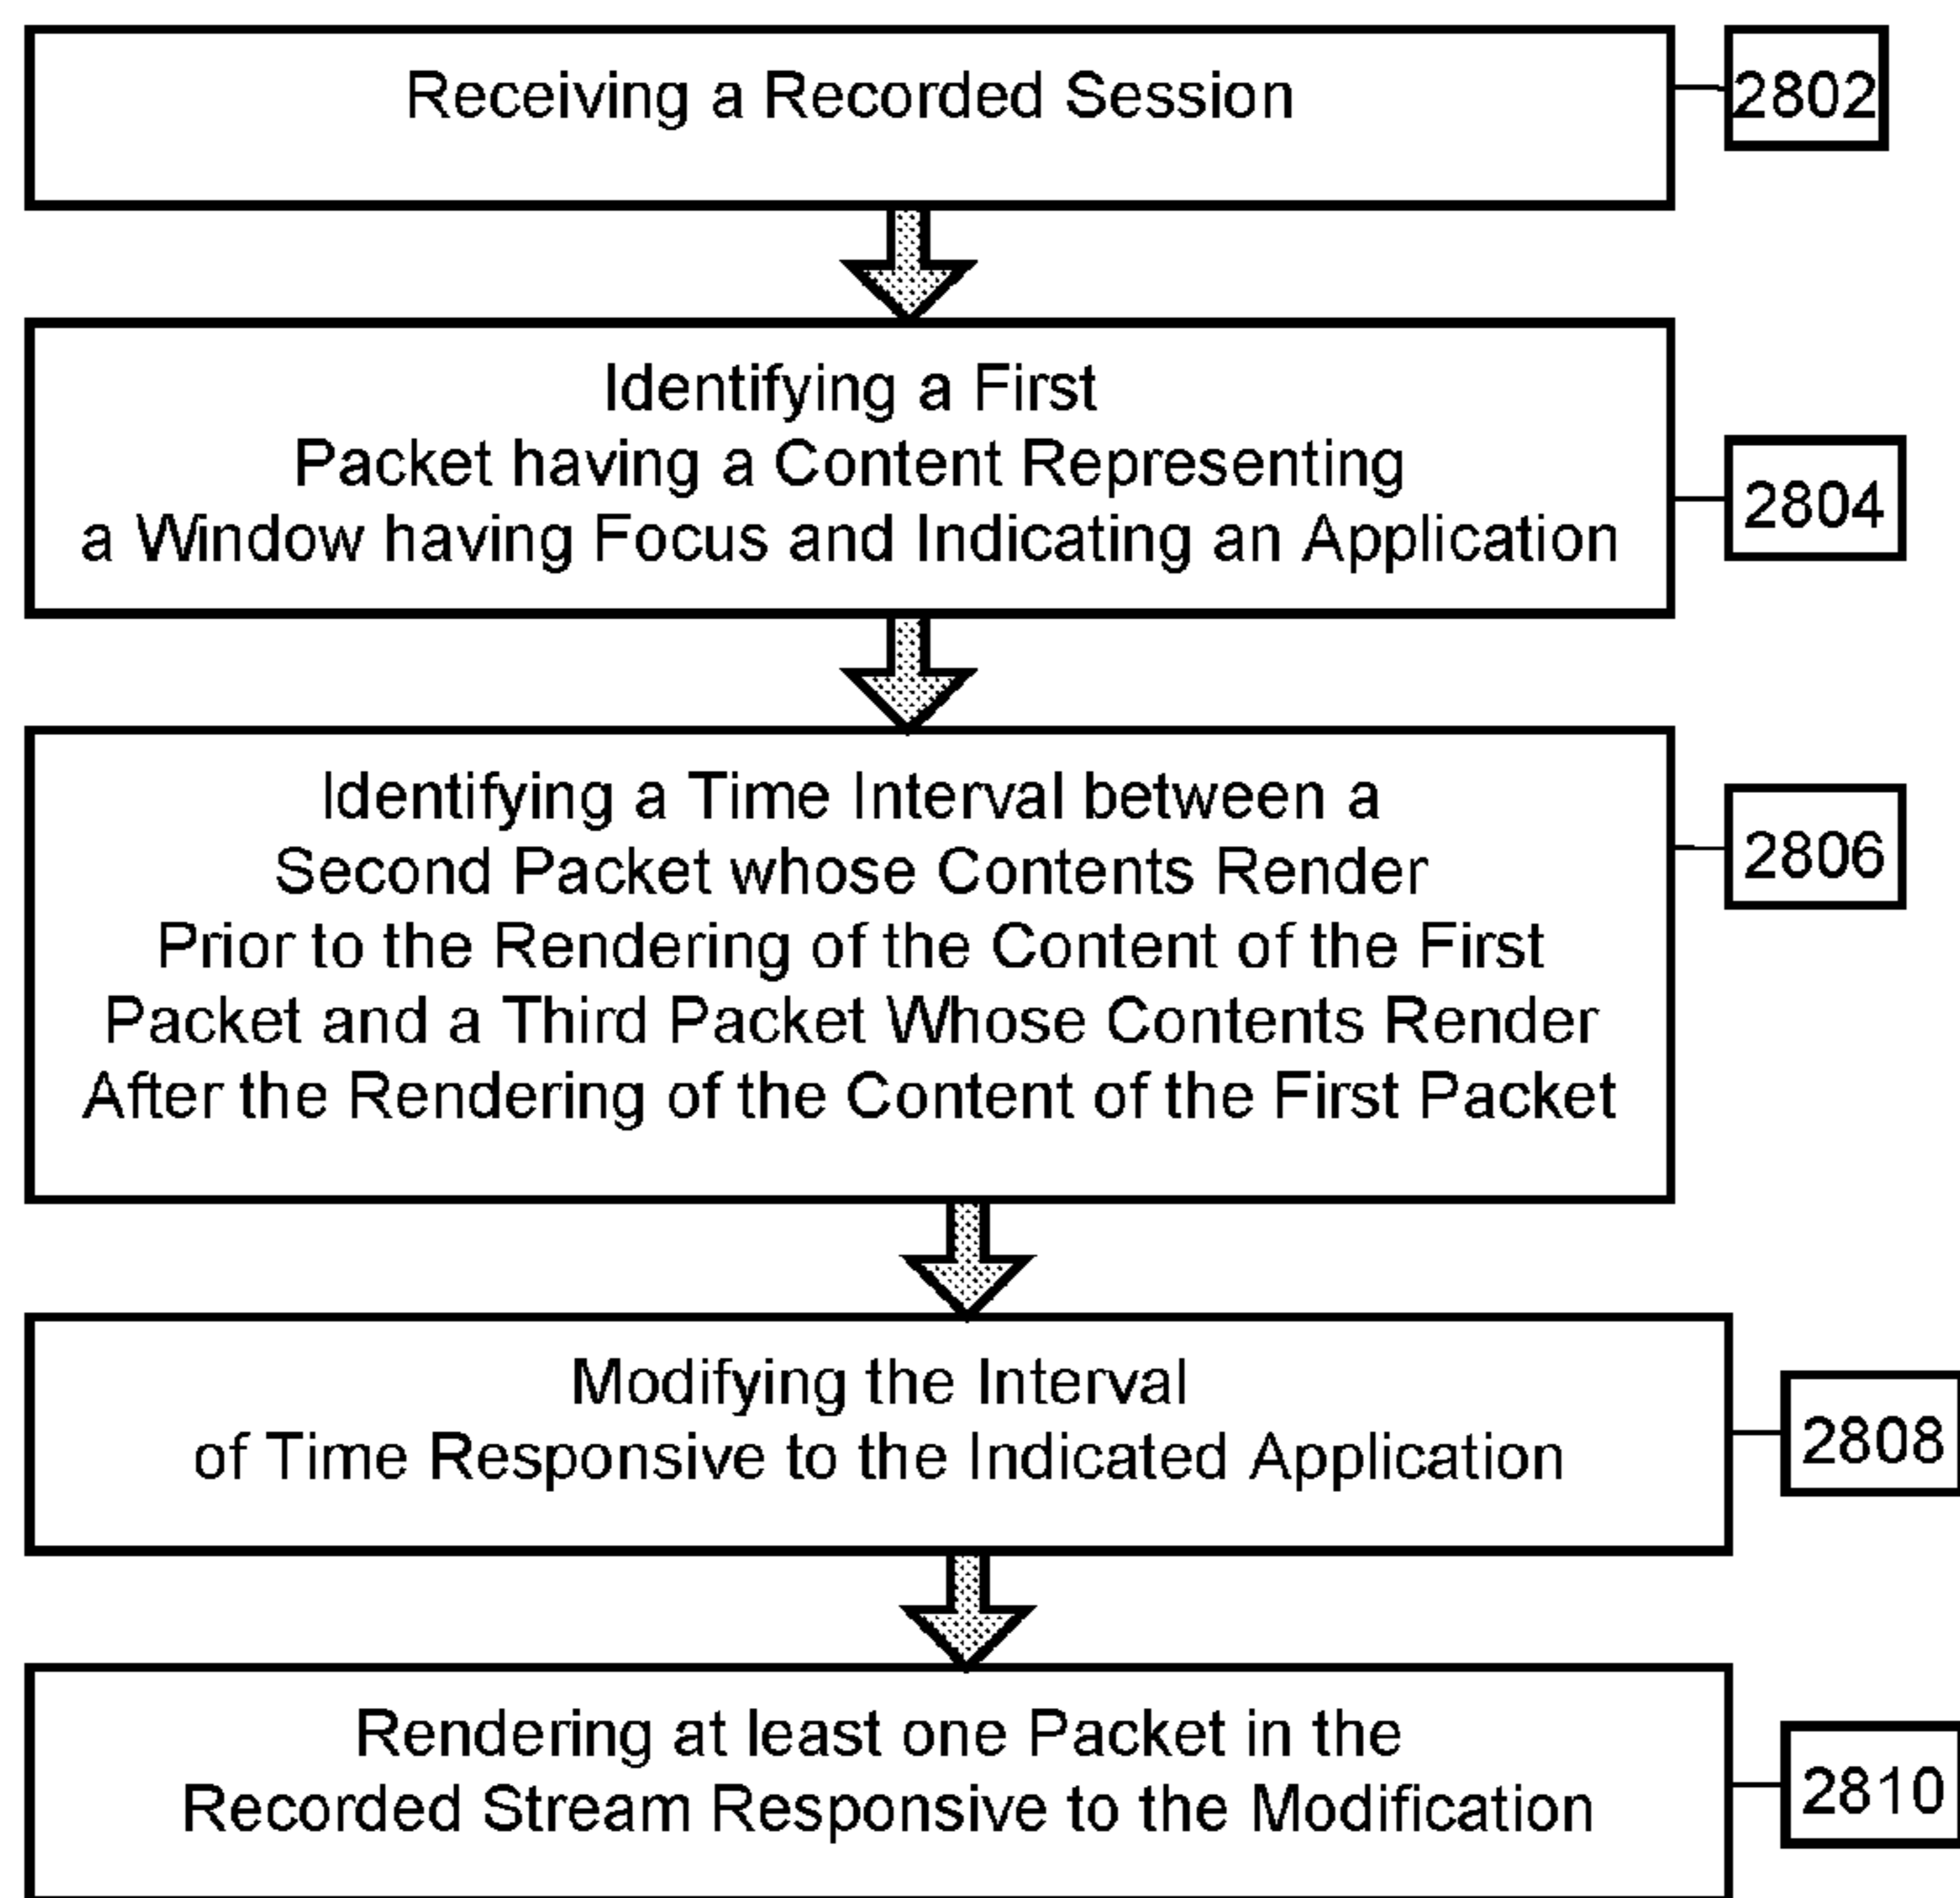 Receiving a Recorded Session
2802
Identifying a First
Packet having a Content Representing
a Window having Focus and Indicating an Application
2804
Identifying a Time Interval between a
Second Packet whose Contents Render
Prior to the Rendering of the Content of the First
Packet and a Third Packet Whose Contents Render
After the Rendering of the Content of the First Packet
2806
Modifying the Interval
of Time Responsive to the Indicated Application
2808
Rendering at least one Packet in the
Recorded Stream Responsive to the Modification
2810